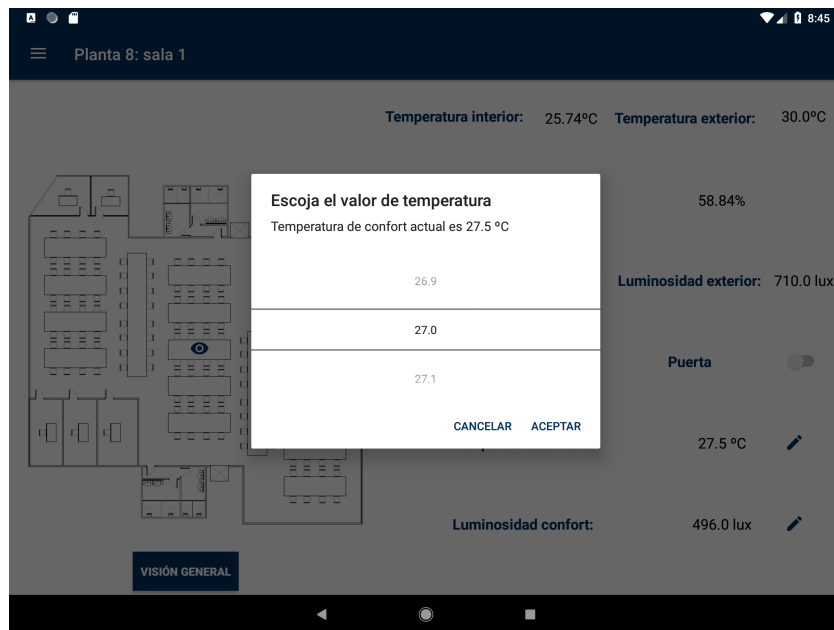 8:45
Planta 8: sala 1
Temperatura interior: 25.74ºC Temperatura exterior: 30.0ºC
58.84%
Escoja el valor de temperatura
Temperatura de confort actual es 27.5 ºC
26.9
Luminosidad exterior: 710.0 lux
27.0
Puerta
27.1
CANCELAR ACEPTAR
27.5 ºC
Luminosidad confort: 496.0 lux
VISIÓN GENERAL